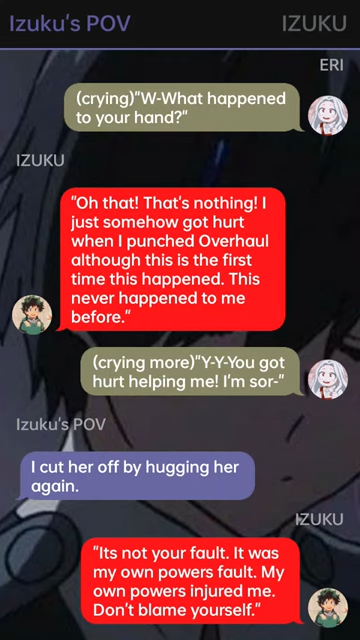 Izuku's POV
IZUKU
ERI
(crying)"W-What happened
to your hand?"
IZUKU
"Oh that! That's nothing! I
just somehow got hurt
when I punched Overhaul
although this is the first
time this happened. This
never happened to me
before."
(crying more)"Y-Y-You got
hurt helping me! I'm sor-"
Izuku's POV
I cut her off by hugging her
again.
IZUKU
"Its not your fault. It was
my own powers fault. My
own powers injured me.
Don't blame yourself."